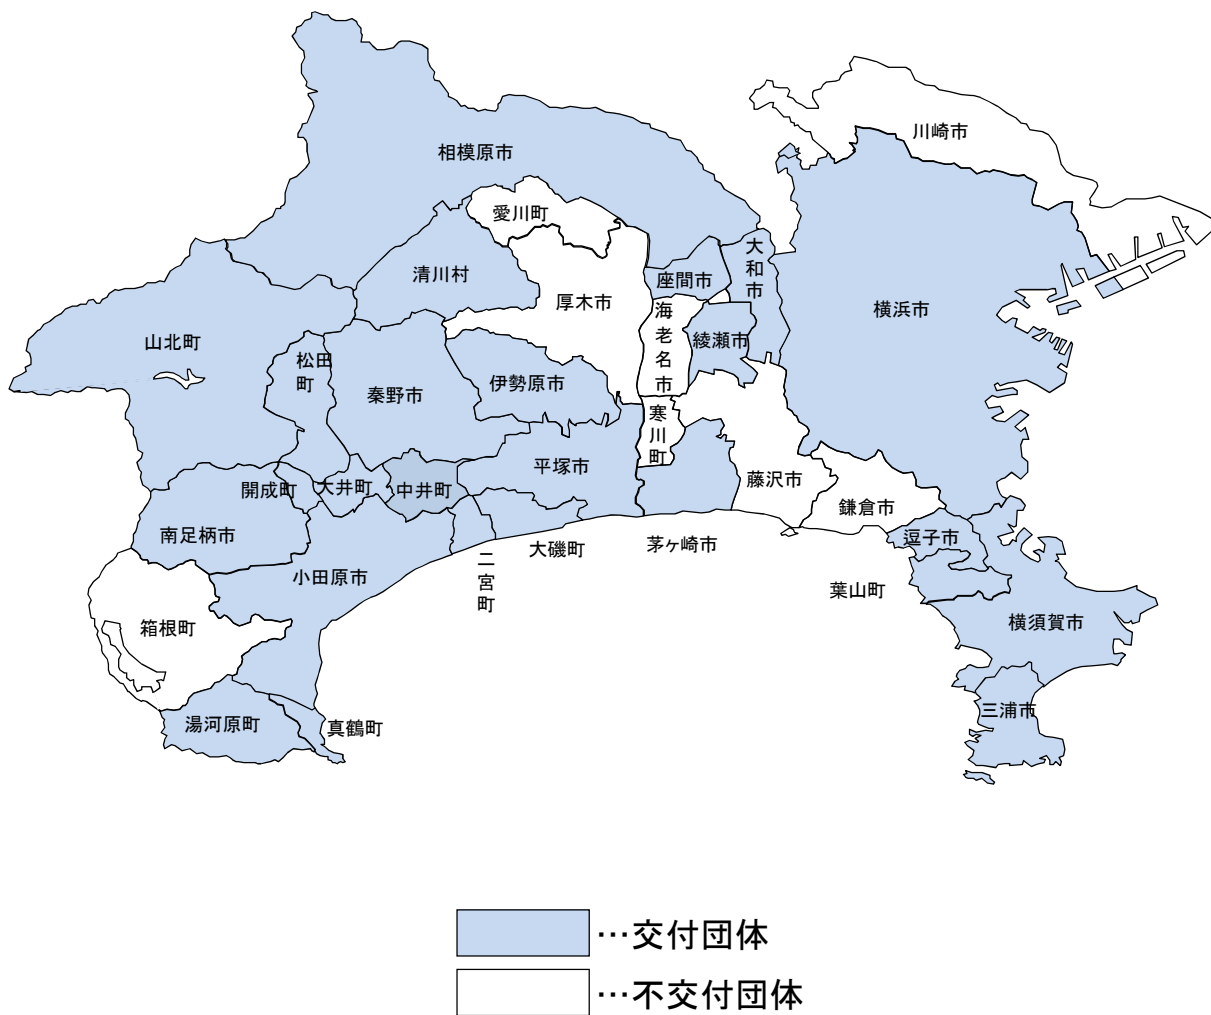 川崎市
相模原市
愛川町
大和市
清川村
座間市
厚木市
海老名市
横浜市
山北町
綾瀬市
松田町
秦野市
伊勢原市
寒川町
平塚市
藤沢市
開成町
大井町
中井町
鎌倉市
南足柄市
逗子市
大磯町
茅ヶ崎市
小田原市
二宮町
葉山町
箱根町
横須賀市
三浦市
湯河原町
真鶴町
…交付団体
…不交付団体